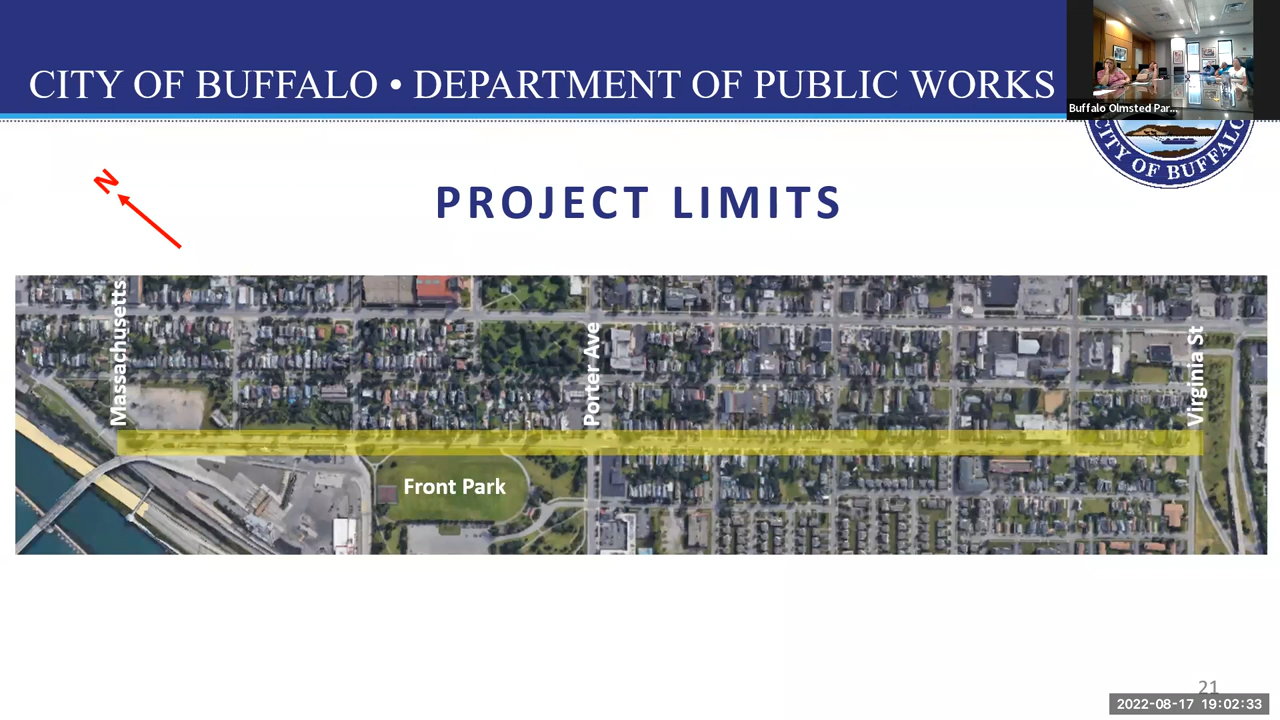 CITY OF BUFFALO • DEPARTMENT OF PUBLIC WORKS
Buffalo Olmsted Par...
CITY OF BUFFALO
N
PROJECT LIMITS
Massachusetts
Porter Ave
Virginia St
Front Park
21
2022-08-17 19:02:33